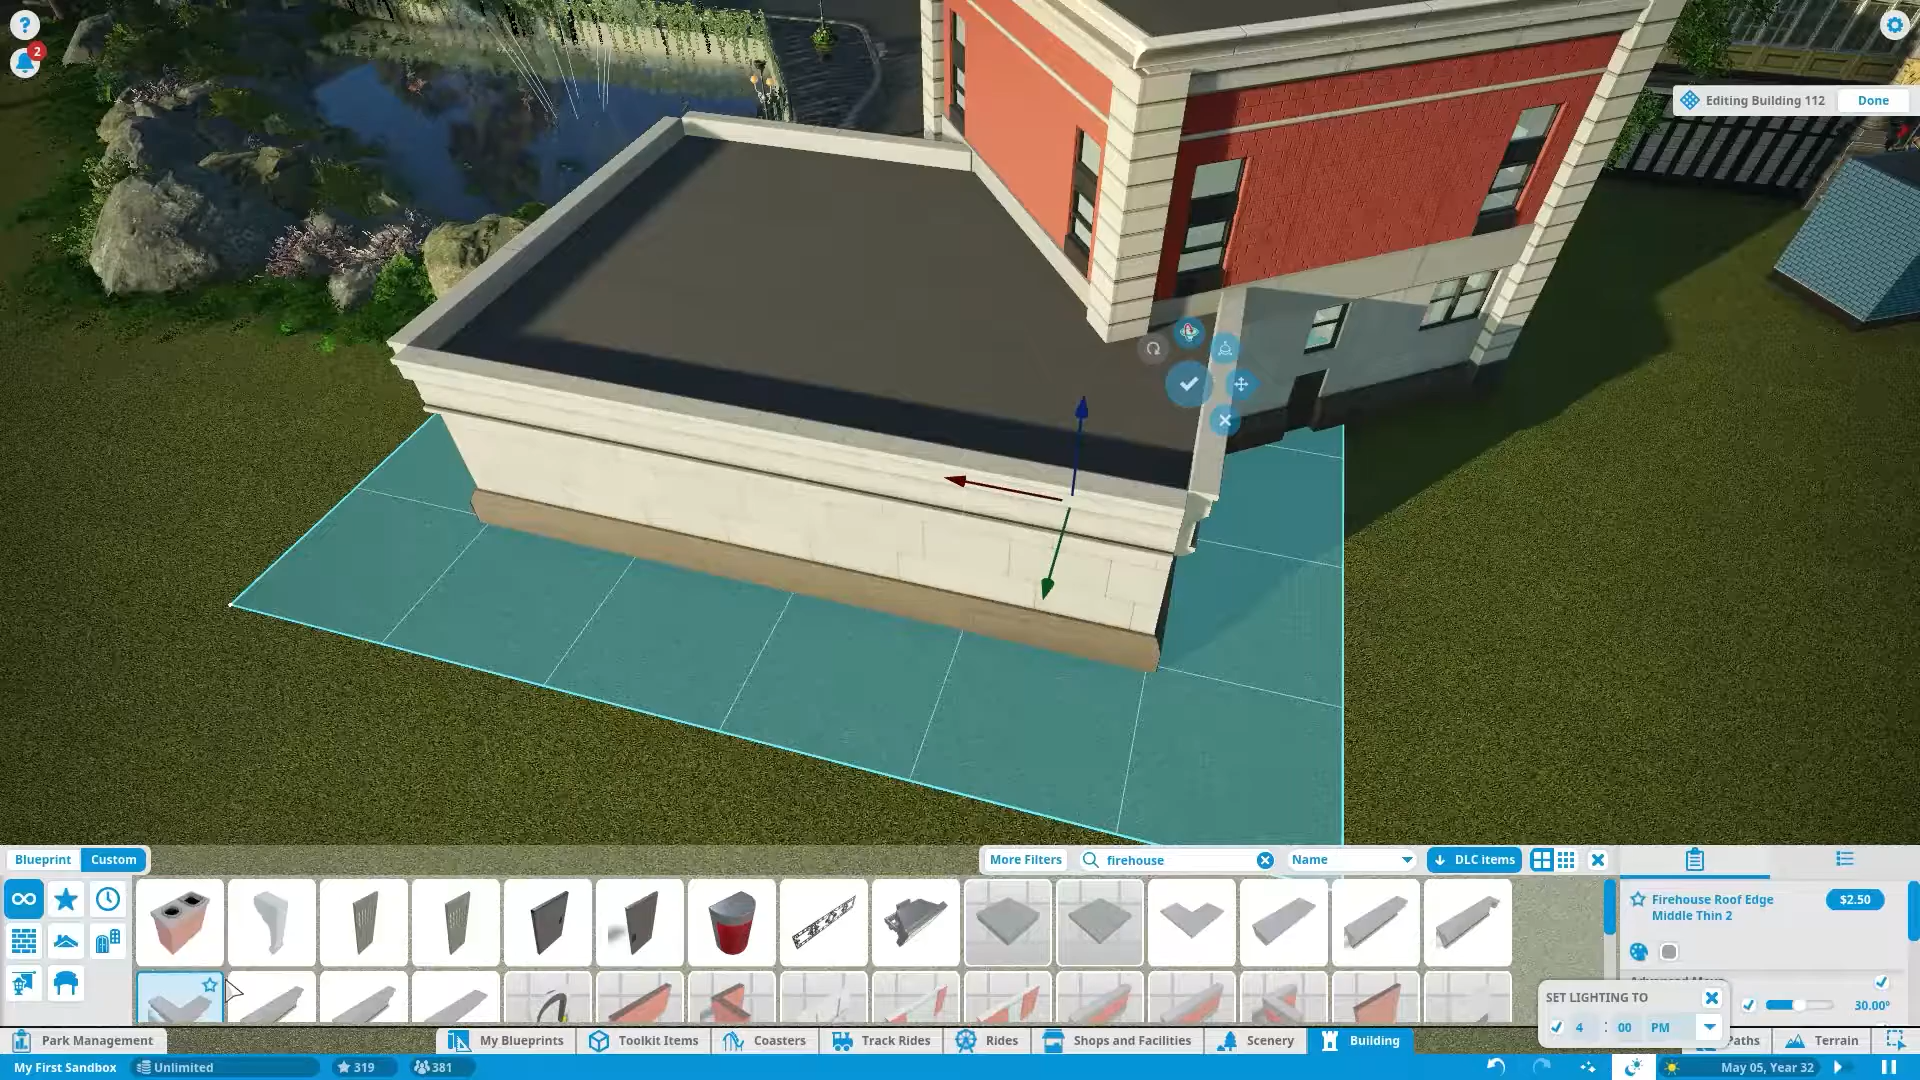 ?
2
Editing Building 112
Done
Blueprint
Custom
More Filters
firehouse
Name
DLC items
Firehouse Roof Edge
Middle Thin 2
$2.50
SET LIGHTING TO
30.00°
4 : 00 PM
Park Management
My Blueprints
Toolkit Items
Coasters
Track Rides
Rides
Shops and Facilities
Scenery
Building
Paths
Terrain
My First Sandbox
Unlimited
319
381
May 05, Year 32